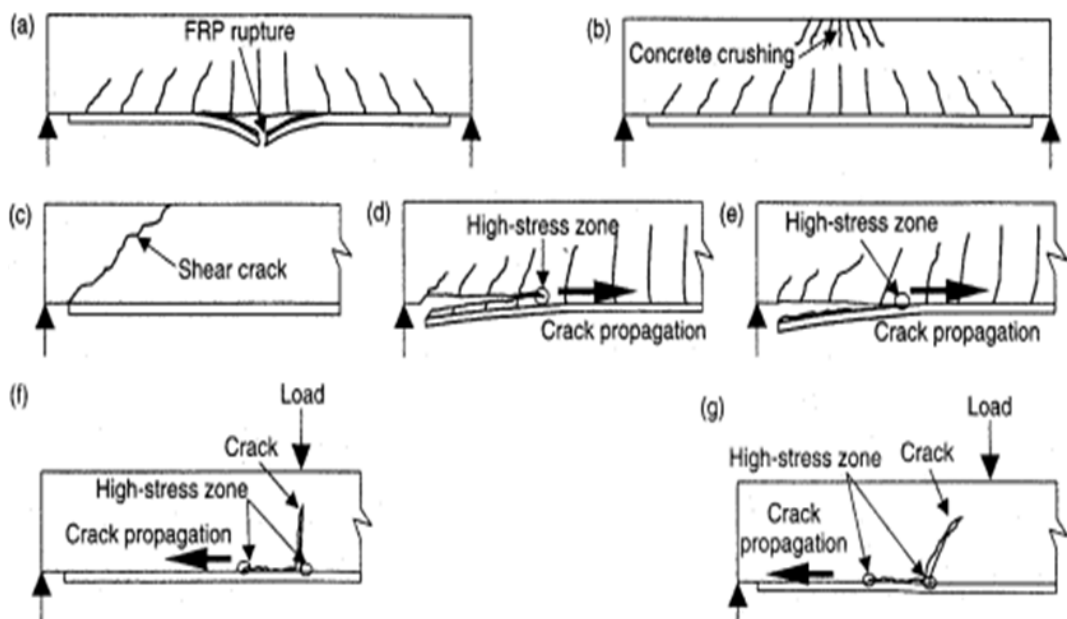 (a)
FRP rupture
(b)
Concrete crushing
(c)
Shear crack
(d)
High-stress zone
Crack propagation
(e)
High-stress zone
Crack propagation
(f)
Load
Crack
High-stress zone
Crack propagation
(g)
Load
High-stress zone
Crack
Crack
propagation